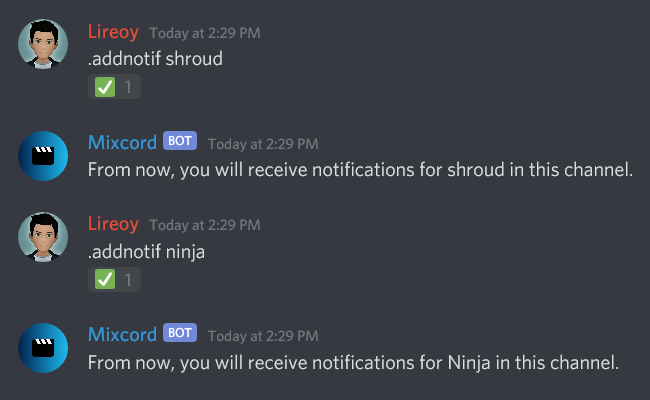 Lireoy Today at 2:29 PM
.addnotif shroud
✅ 1
Mixcord BOT Today at 2:29 PM
From now, you will receive notifications for shroud in this channel.
Lireoy Today at 2:29 PM
.addnotif ninja
✅ 1
Mixcord BOT Today at 2:29 PM
From now, you will receive notifications for Ninja in this channel.